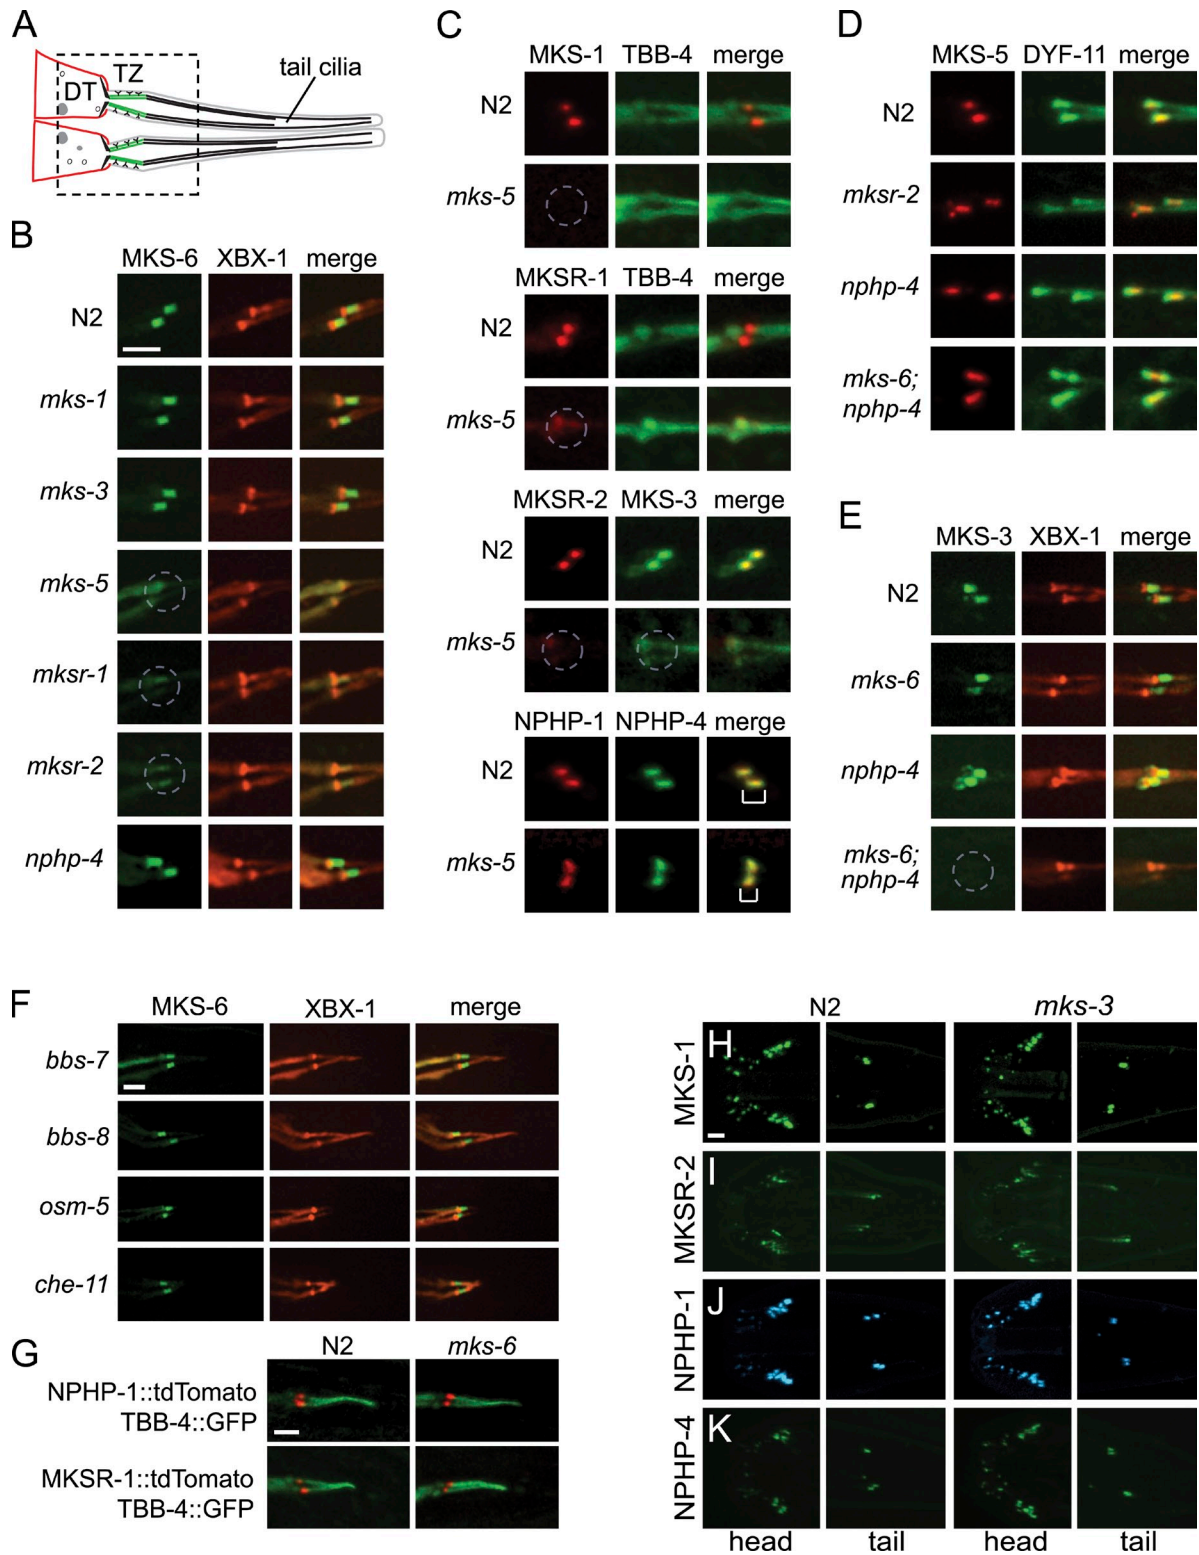 A
DT
TZ
tail cilia
B
MKS-6 XBX-1 merge
N2
mks-1
mks-3
mks-5
mksr-1
mksr-2
nphp-4
C
MKS-1 TBB-4 merge
N2
mks-5
MKSR-1 TBB-4 merge
N2
mks-5
MKSR-2 MKS-3 merge
N2
mks-5
NPHP-1 NPHP-4 merge
N2
mks-5
D
MKS-5 DYF-11 merge
N2
mksr-2
nphp-4
mks-6;
nphp-4
E
MKS-3 XBX-1 merge
N2
mks-6
nphp-4
mks-6;
nphp-4
F
MKS-6 XBX-1 merge
bbs-7
bbs-8
osm-5
che-11
G
N2 mks-6
NPHP-1::tdTomato
TBB-4::GFP
MKSR-1::tdTomato
TBB-4::GFP
N2 mks-3
H
MKS-1
I
MKSR-2
J
NPHP-1
K
NPHP-4
head tail head tail